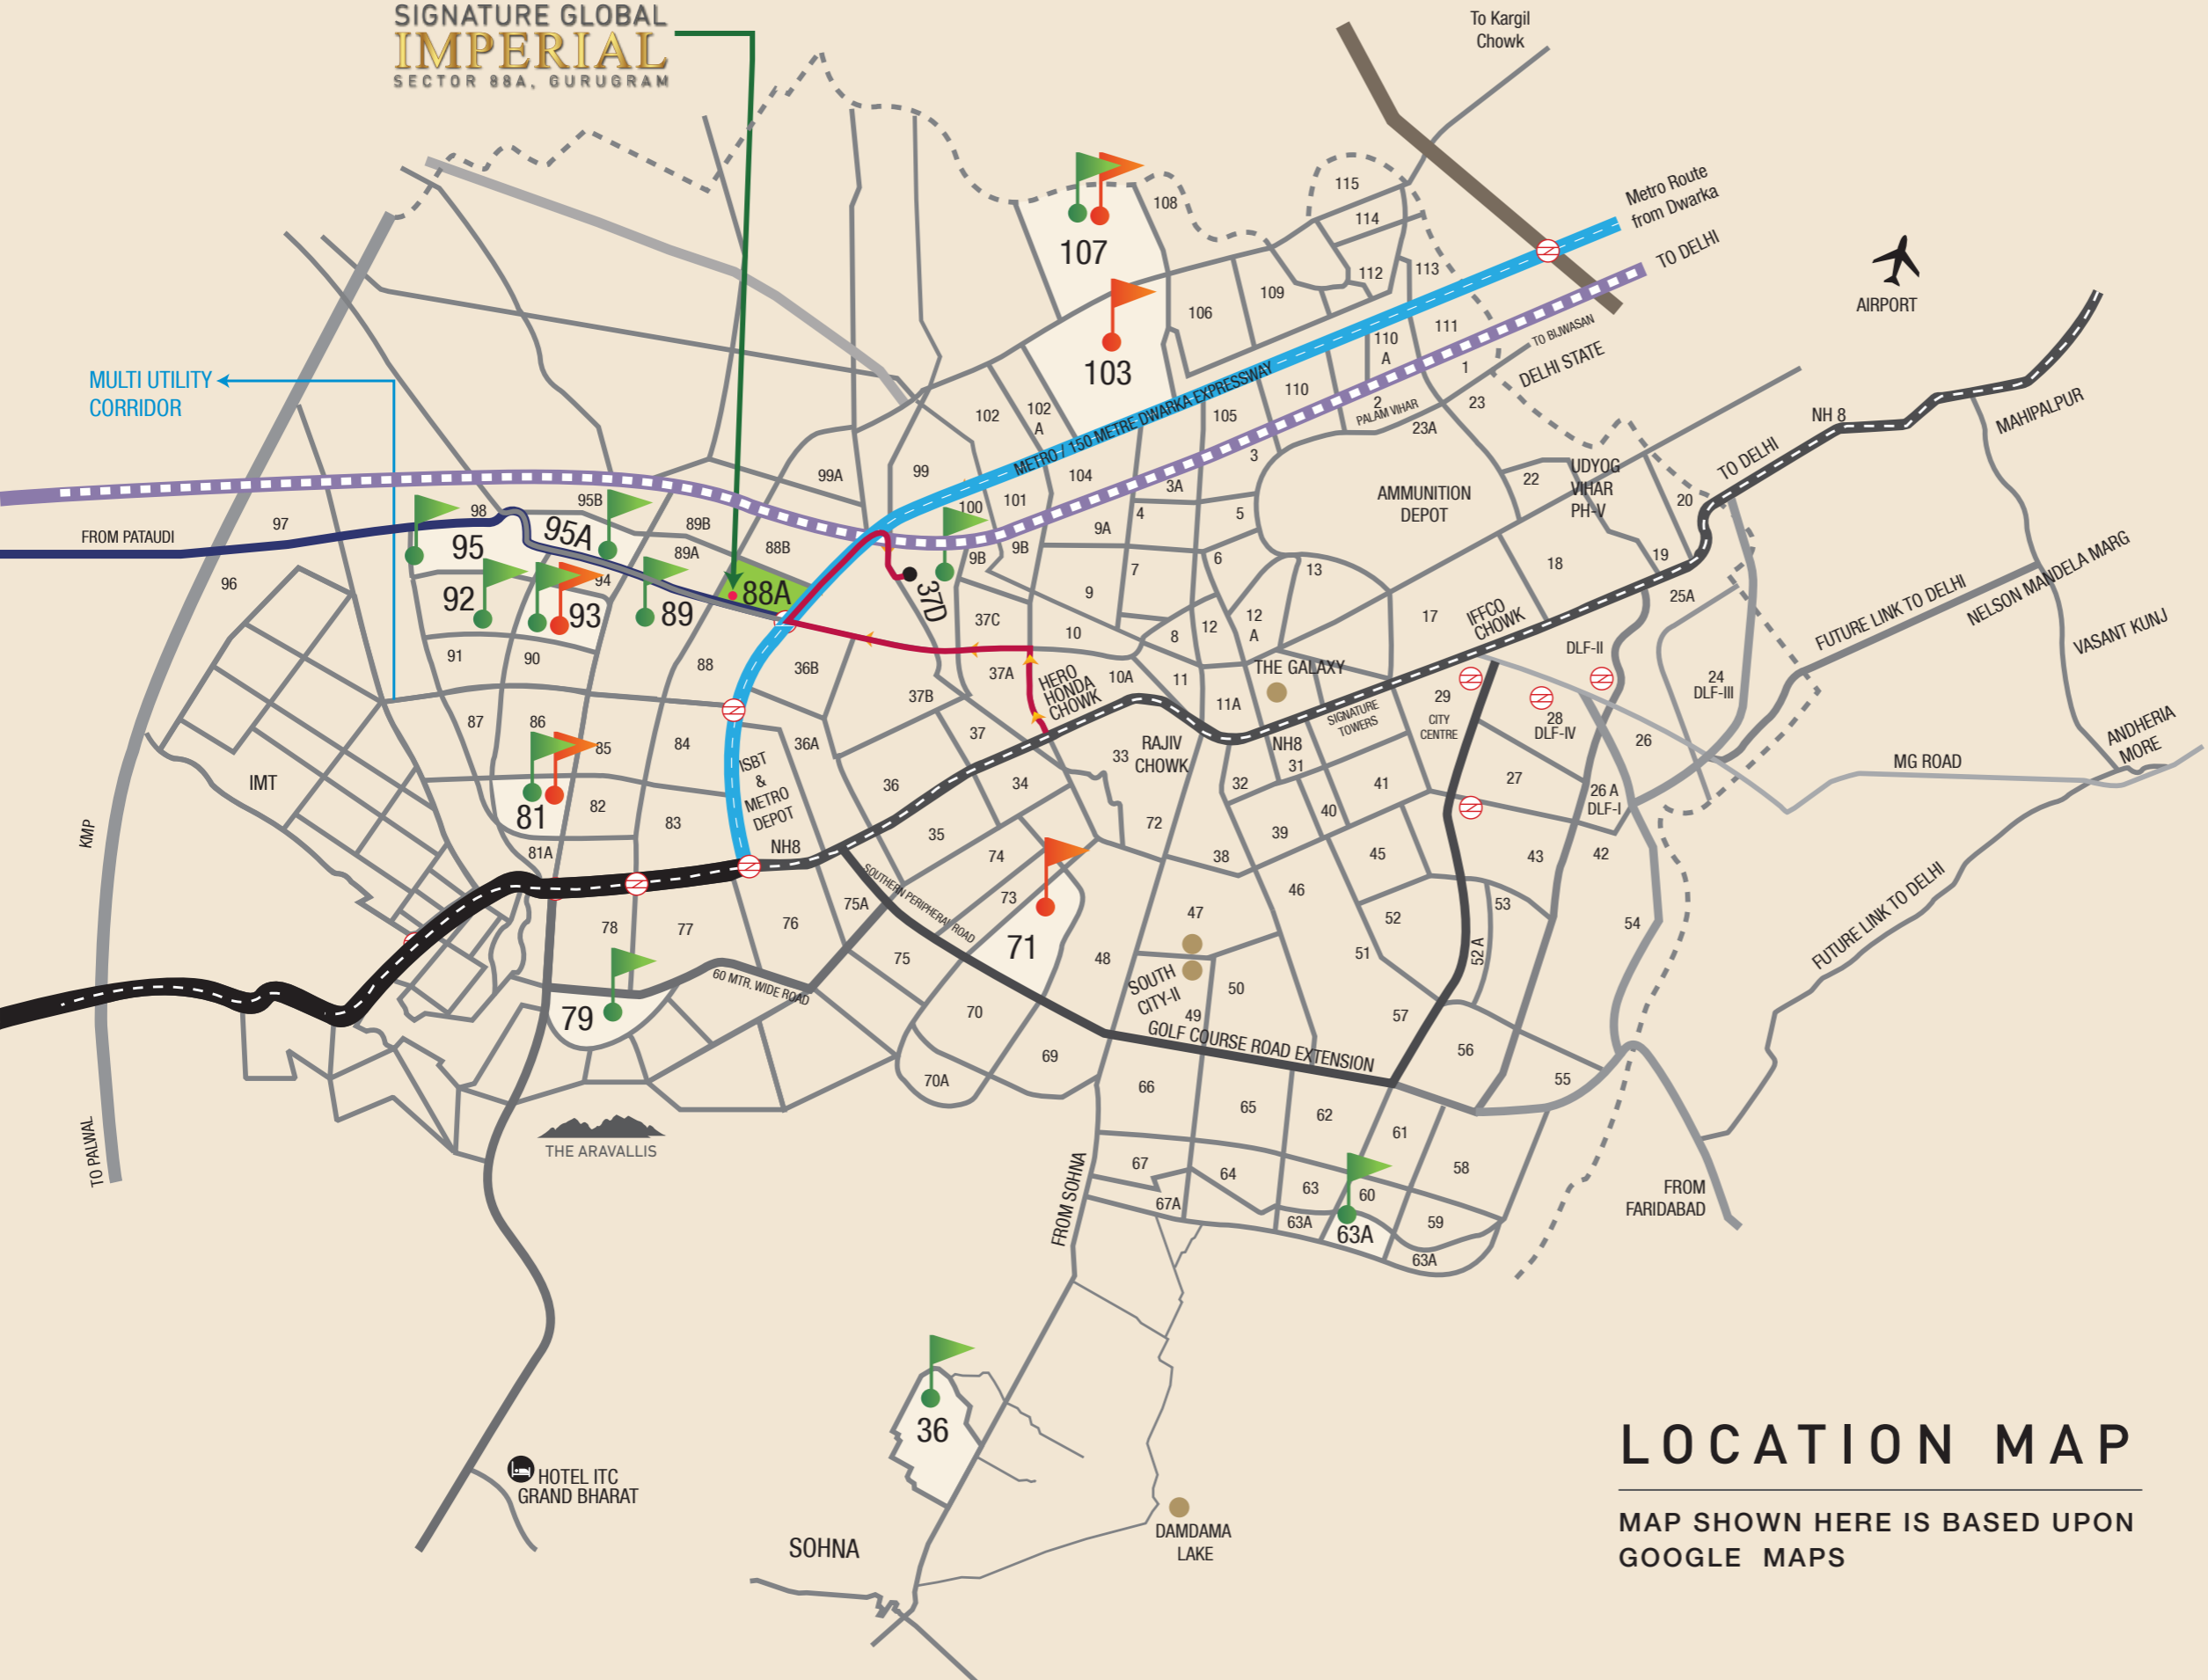 SIGNATURE GLOBAL
IMPERIAL
SECTOR 88A, GURUGRAM
To Kargil
Chowk
Metro Route
from Dwarka
TO DELHI
AIRPORT
115
114
108
107
112
113
109
106
103
111
110
A
TO BIJWASAN
DELHI STATE
1
MULTI UTILITY
CORRIDOR
METRO / 150 METRE DWARKA EXPRESSWAY
110
2
PALAM VIHAR
23
23A
102
102
A
105
NH 8
MAHIPALPUR
TO DELHI
99A
99
104
3
3A
101
100
22
UDYOG
VIHAR
PH-V
20
AMMUNITION
DEPOT
95B
98
97
FROM PATAUDI
95
95A
89B
89A
88B
9B
9B
9A
4
5
6
7
13
18
19
25A
NELSON MANDELA MARG
FUTURE LINK TO DELHI
VASANT KUNJ
96
92
94
93
89
88A
37D
37C
9
10
8
12
12
A
17
IFFCO
CHOWK
DLF-II
24
DLF-III
91
90
88
36B
37B
37A
HERO
HONDA
CHOWK
10A
11
11A
THE GALAXY
SIGNATURE
TOWERS
29
CITY
CENTRE
28
DLF-IV
26
ANDHERIA
MORE
MG ROAD
87
86
85
84
36A
ISBT
&
METRO
DEPOT
37
33
RAJIV
CHOWK
NH8
31
32
41
27
26 A
DLF-I
IMT
KMP
81
82
83
81A
NH8
36
34
35
74
72
40
39
38
45
43
42
SOUTHERN PERIPHERAL ROAD
73
71
75A
76
77
78
47
46
52
53
54
52 A
51
FUTURE LINK TO DELHI
75
48
SOUTH
CITY-II
50
49
57
60 MTR. WIDE ROAD
79
70
GOLF COURSE ROAD EXTENSION
56
55
69
70A
66
65
62
61
58
TO PALWAL
THE ARAVALLIS
FROM SOHNA
67
67A
64
63
60
63A
63A
59
63A
FROM
FARIDABAD
36
HOTEL ITC
GRAND BHARAT
SOHNA
DAMDAMA
LAKE
LOCATION MAP
MAP SHOWN HERE IS BASED UPON
GOOGLE MAPS